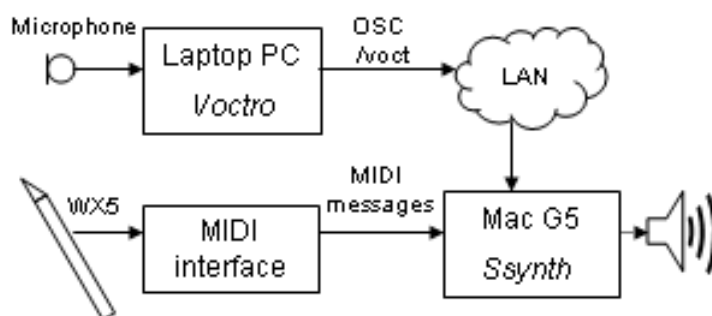 Microphone
Laptop PC
Voctro
OSC
/voct
LAN
WX5
MIDI
interface
MIDI
messages
Mac G5
Ssynth